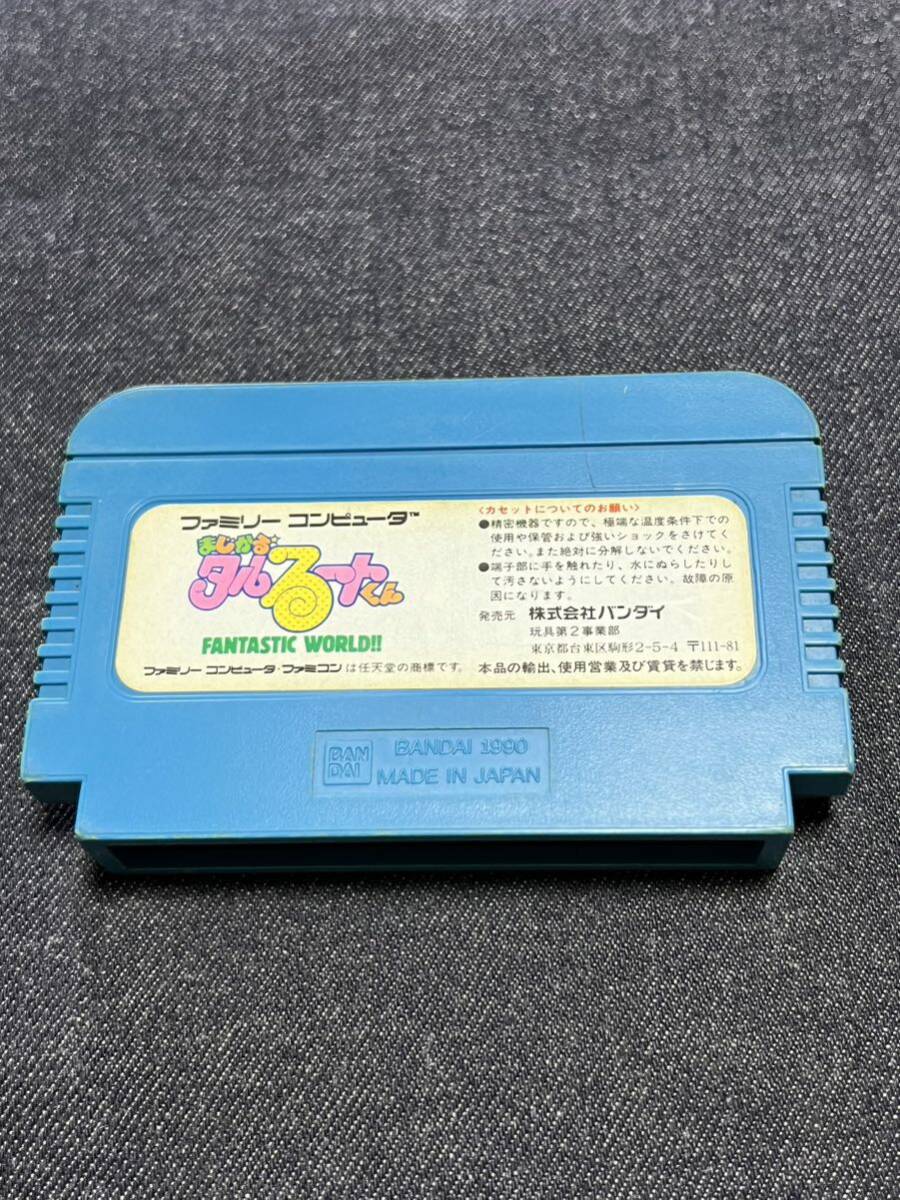 ファミリー コンピュータ™
まじかる☆
タルるートくん
FANTASTIC WORLD!!
ファミリー コンピュータ・ファミコンは任天堂の商標です。
〈カセットについてのお願い〉
●精密機器ですので、極端な温度条件下での
使用や保管および強いショックをさけてく
ださい。また絶対に分解しないでください。
●端子部に手を触れたり、水にぬらしたりし
て汚さないようにしてください。故障の原
因になります。
発売元 株式会社バンダイ
玩具第2事業部
東京都台東区駒形2-5-4 〒111-81
本品の輸出、使用営業及び賃貸を禁じます。
BAN
DAI
BANDAI 1990
MADE IN JAPAN